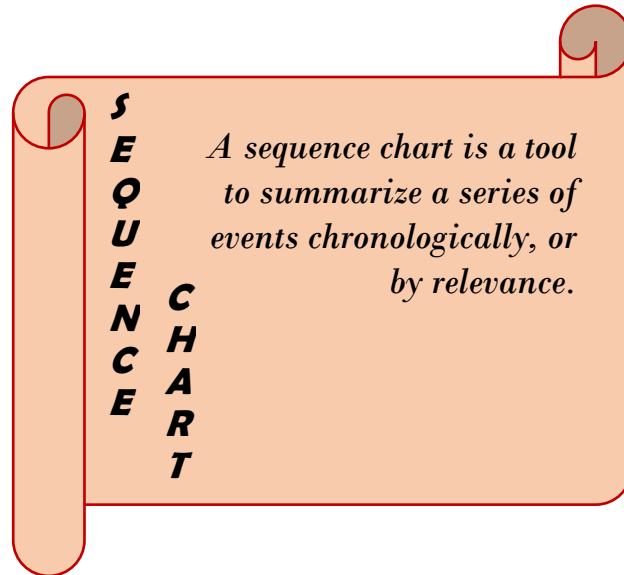 SEQUENCE
CHART
A sequence chart is a tool
to summarize a series of
events chronologically, or
by relevance.